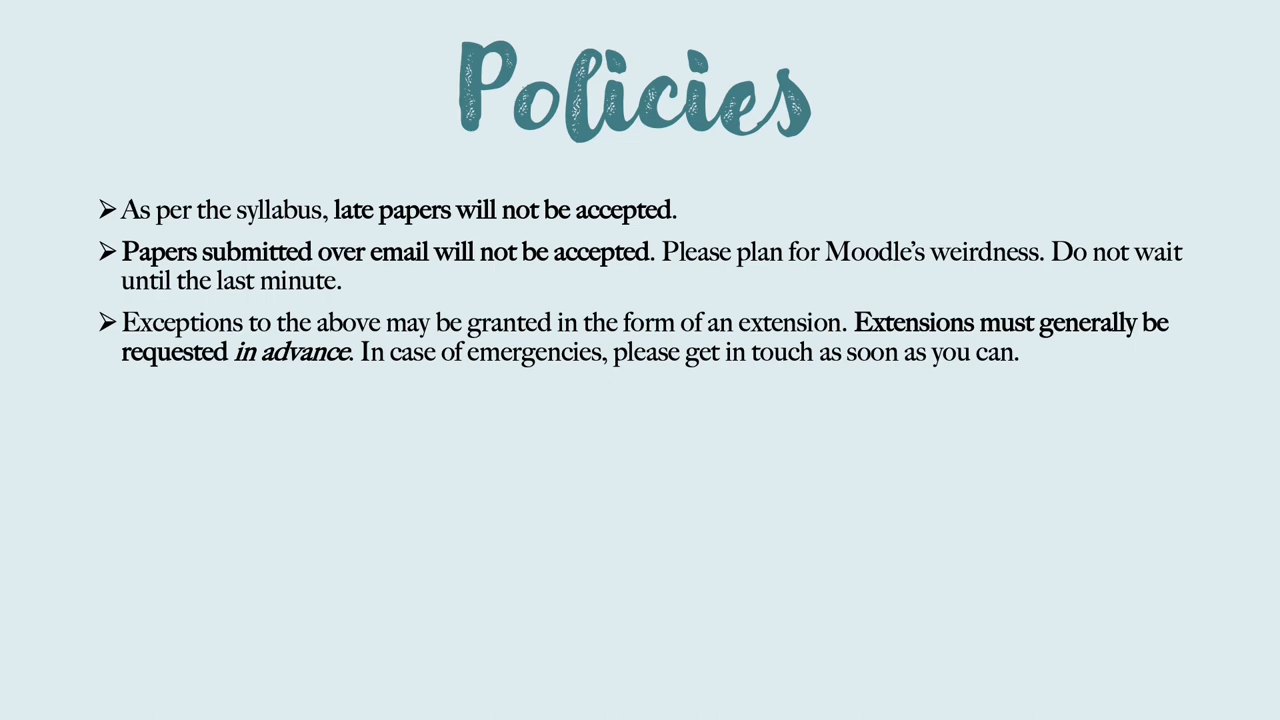 Policies
➢As per the syllabus, late papers will not be accepted.
➢Papers submitted over email will not be accepted. Please plan for Moodle’s weirdness. Do not wait
until the last minute.
➢Exceptions to the above may be granted in the form of an extension. Extensions must generally be
requested in advance. In case of emergencies, please get in touch as soon as you can.